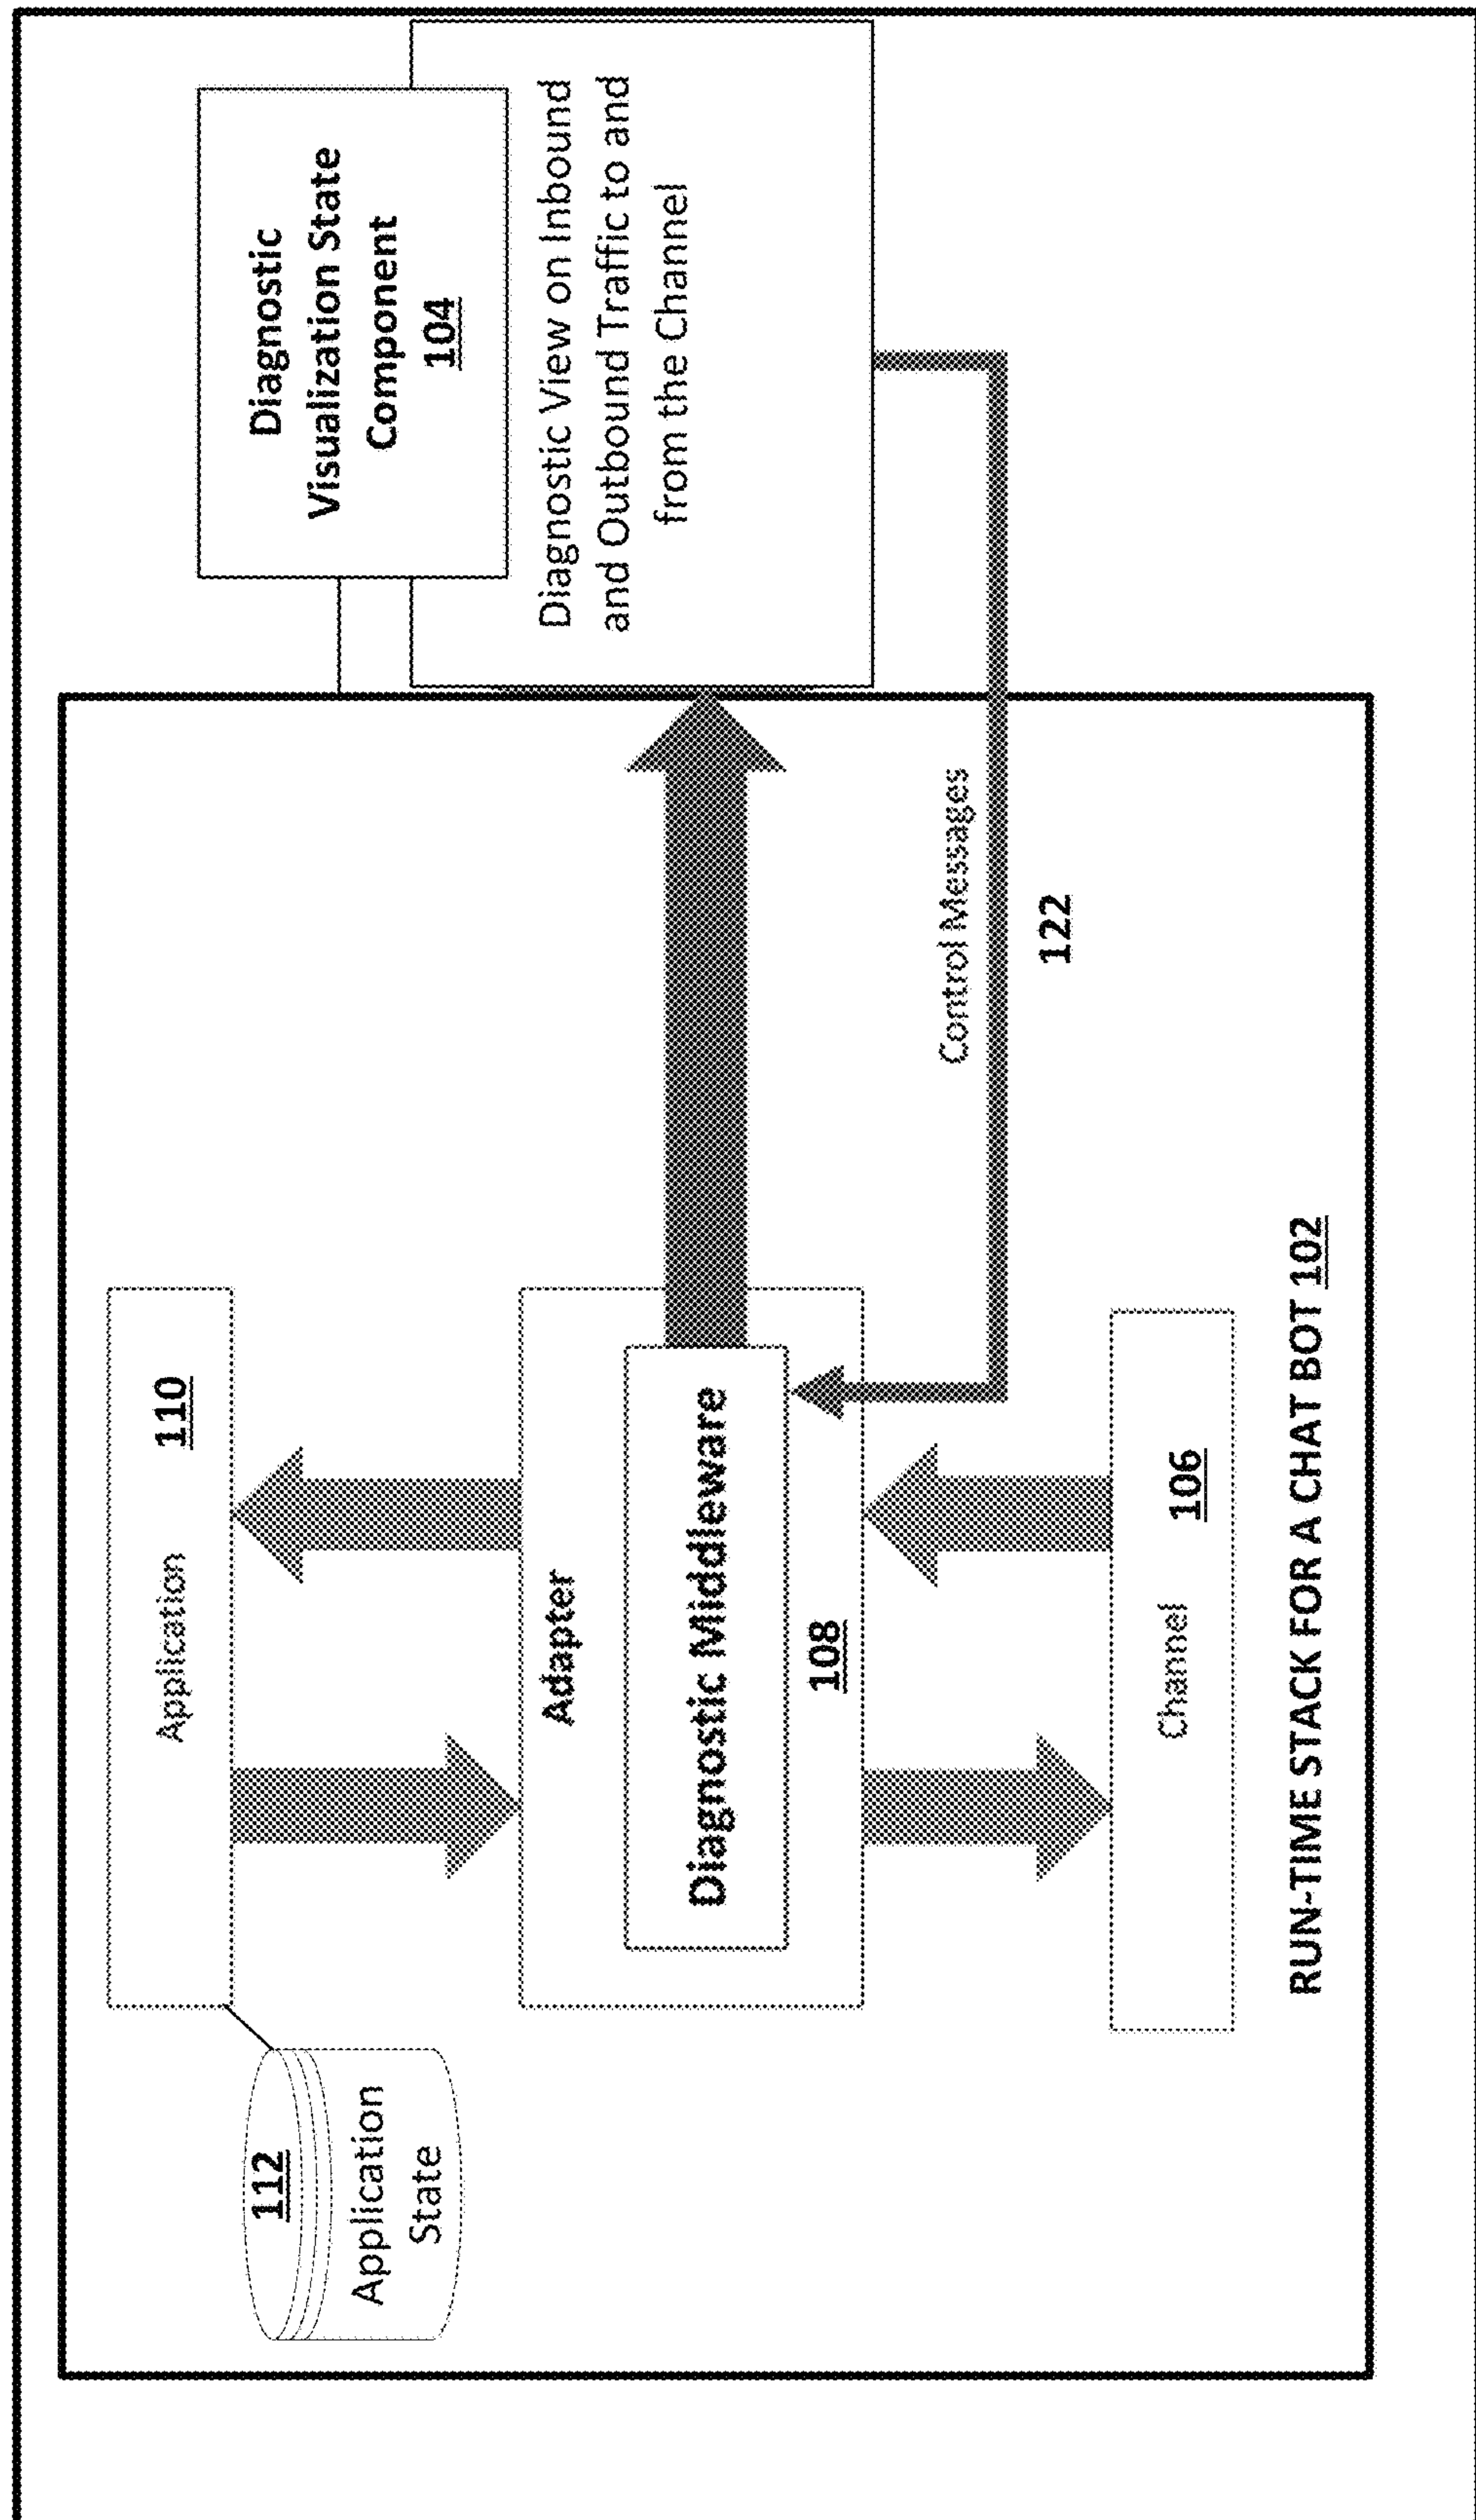 112
Application
State
Application
110
Adapter
Diagnostic Middleware
108
Channel
106
RUN-TIME STACK FOR A CHAT BOT 102
Control Messages
122
Diagnostic
Visualization State
Component
104
Diagnostic View on Inbound
and Outbound Traffic to and
from the Channel